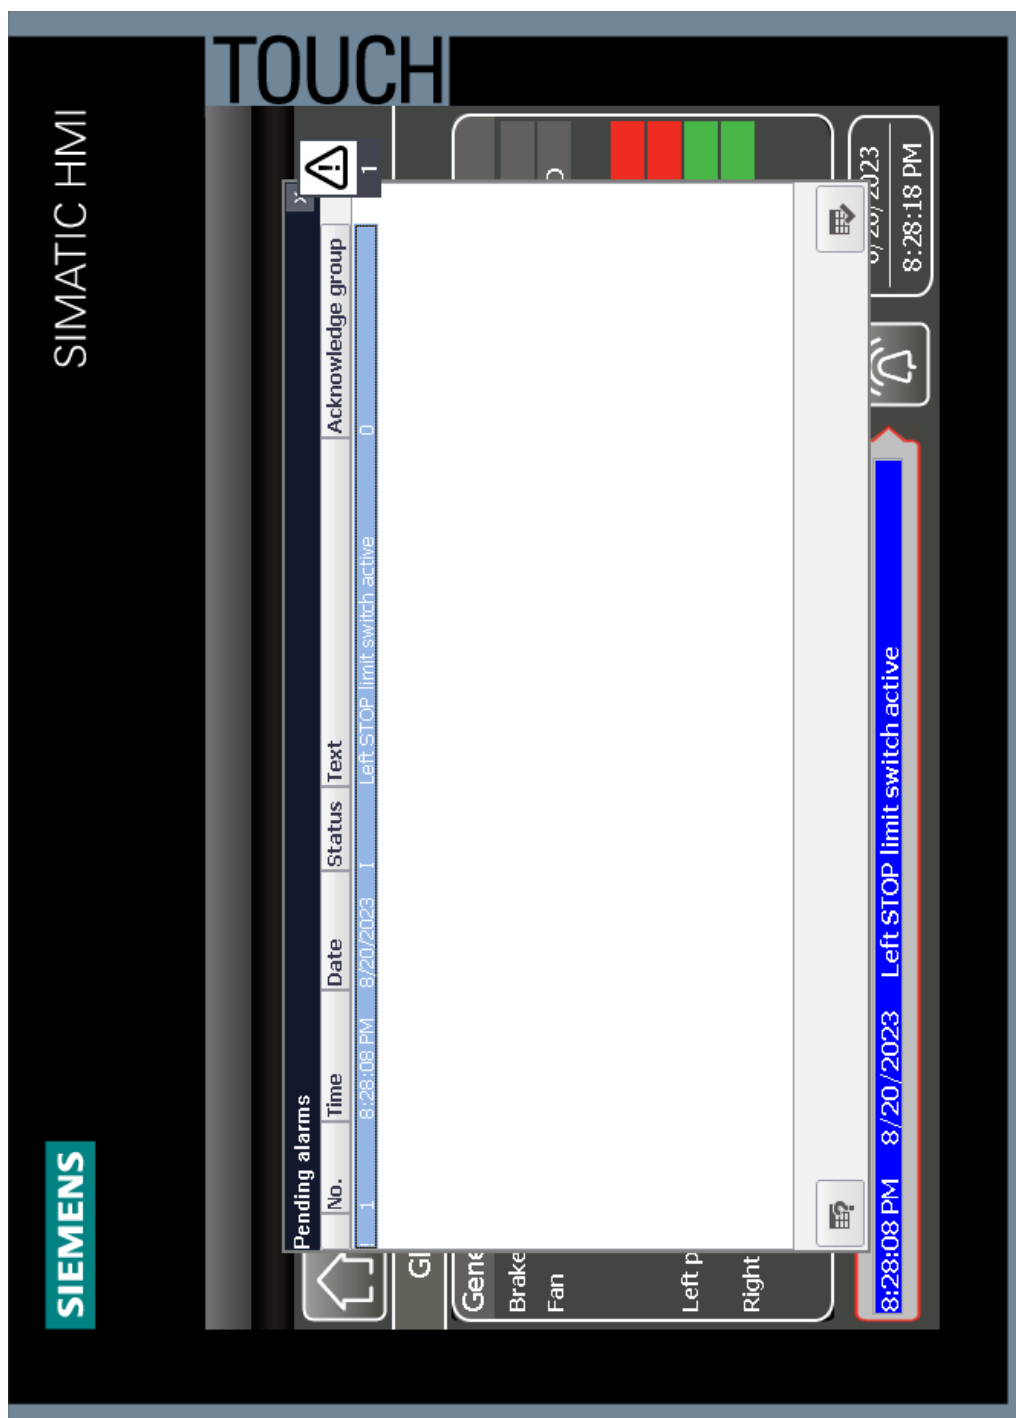 SIEMENS
SIMATIC HMI
TOUCH
Pending alarms
X
1
No. Time Date Status Text Acknowledge group
! 1 8:28:08 PM 8/20/2023 I Left STOP limit switch active 0
Gene
Brake
Fan
Left p
Right
8:28:08 PM 8/20/2023 Left STOP limit switch active
8:28:18 PM